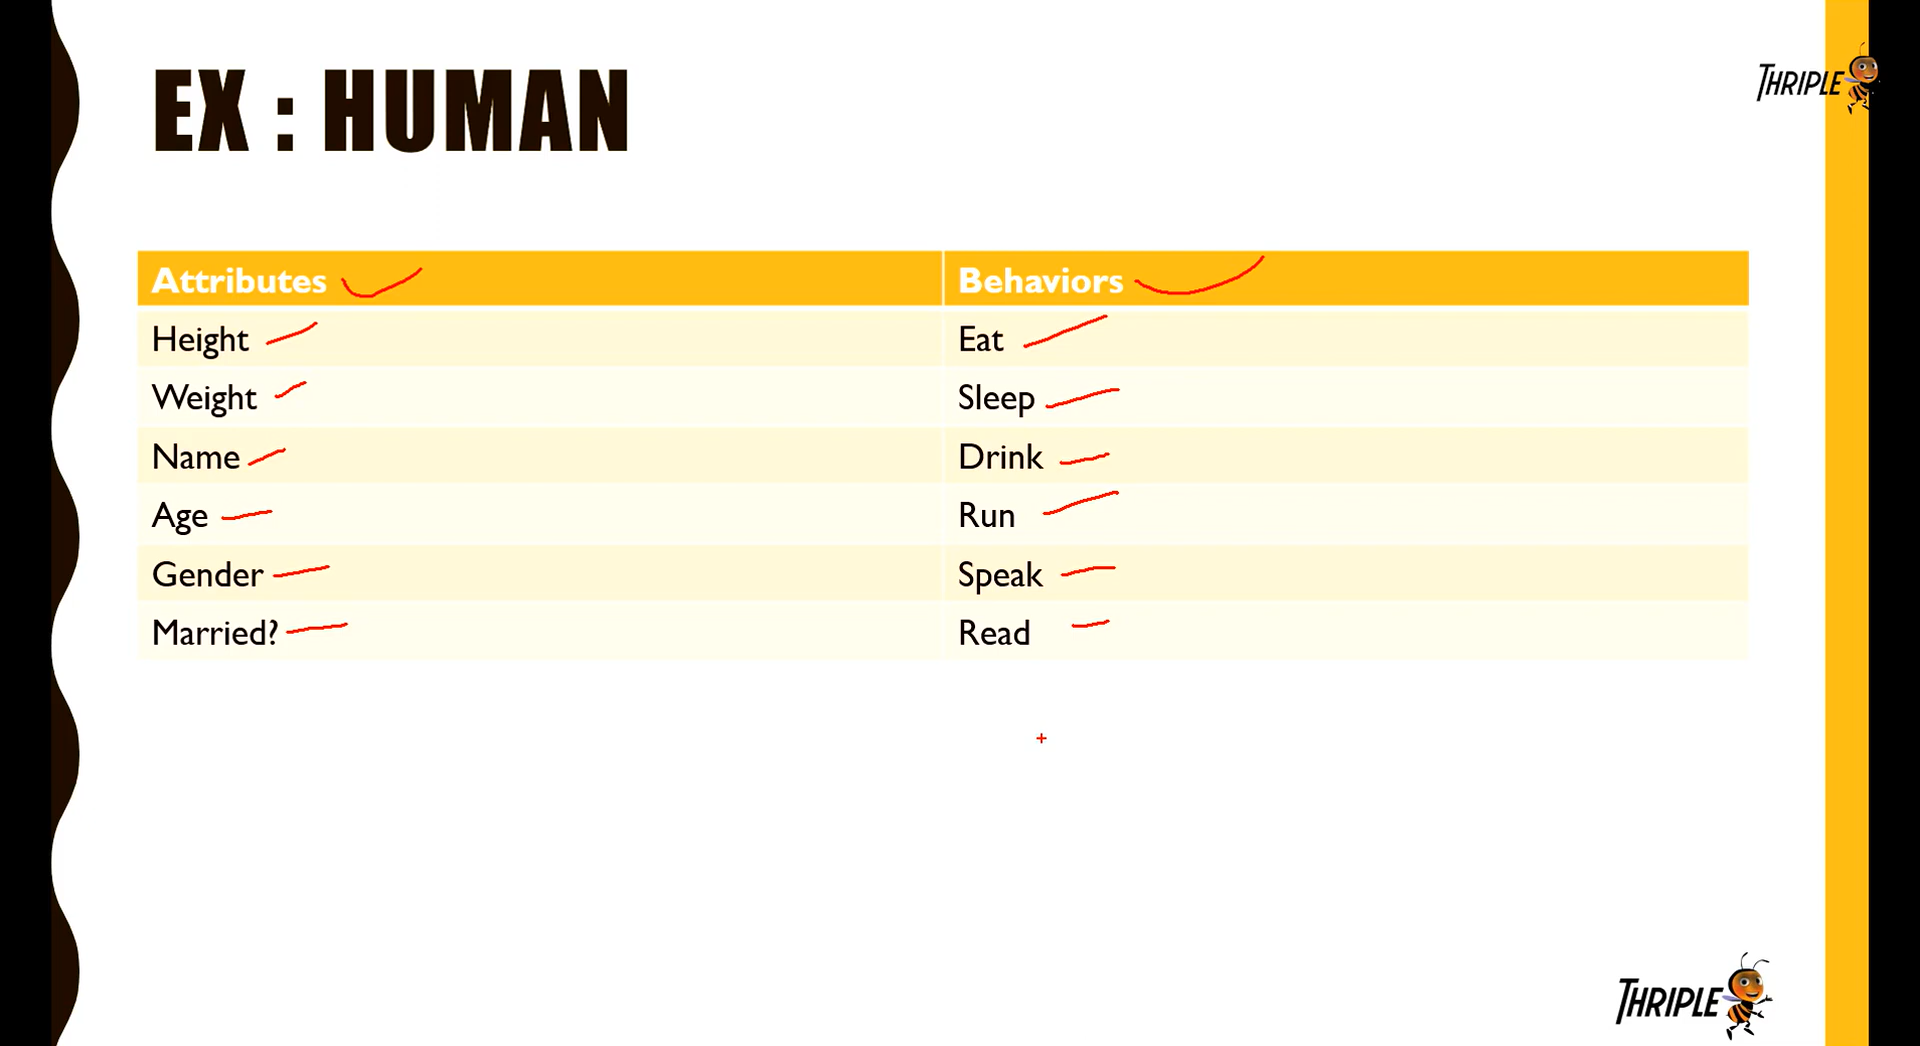 EX : HUMAN
THRIPLE
Attributes Behaviors
Height Eat
Weight Sleep
Name Drink
Age Run
Gender Speak
Married? Read
THRIPLE